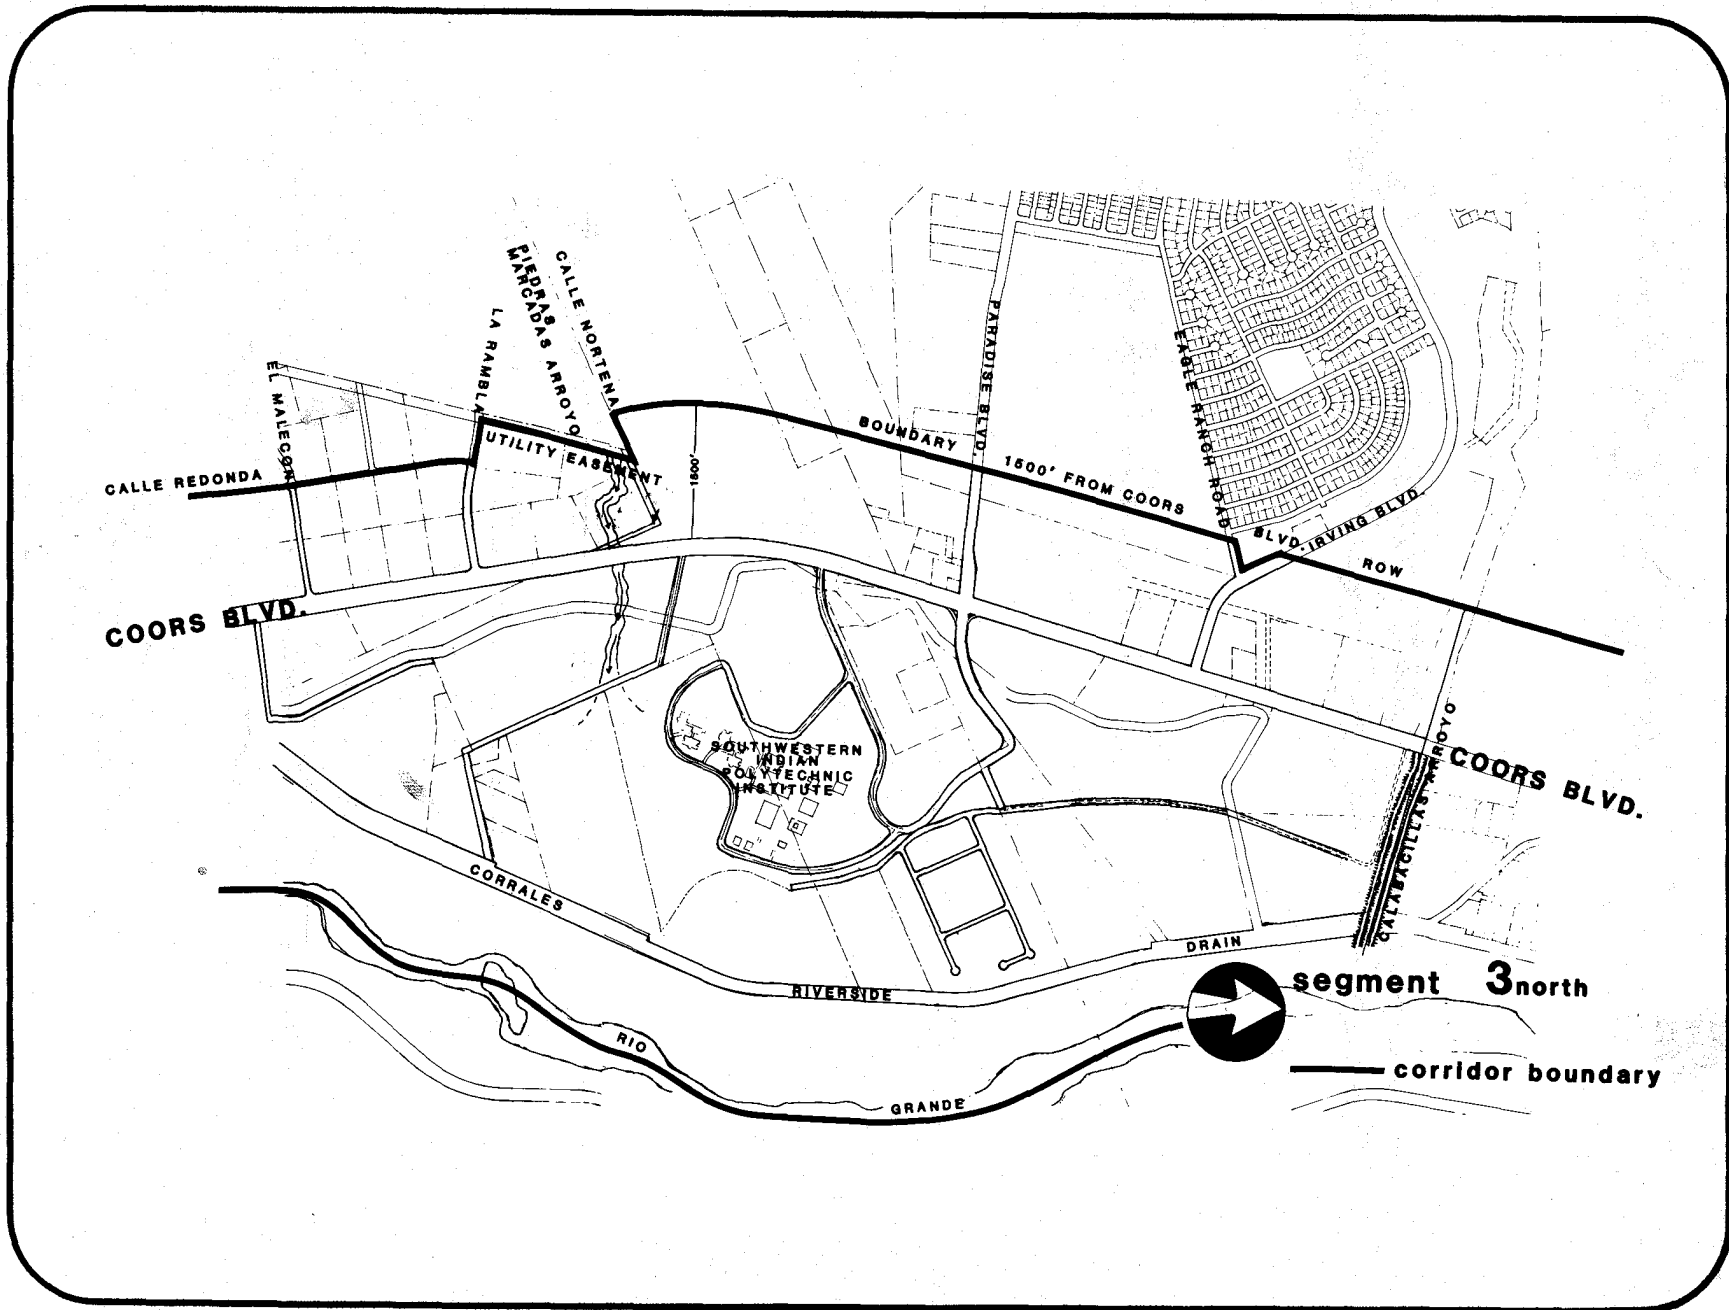 CALLE NORTENA
PIEDRAS
MARCADAS ARROYO
LA RAMBLA
PARADISE BLVD.
EAGLE RANCH ROAD
EL MALECON
BOUNDARY
UTILITY EASEMENT
1500'
CALLE REDONDA
1500' FROM COORS
BLVD.
IRVING BLVD.
ROW
COORS BLVD.
SOUTHWESTERN
INDIAN
POLYTECHNIC
INSTITUTE
CALABACILLAS ARROYO
COORS BLVD.
CORRALES
RIVERSIDE
DRAIN
segment 3north
RIO
GRANDE
corridor boundary